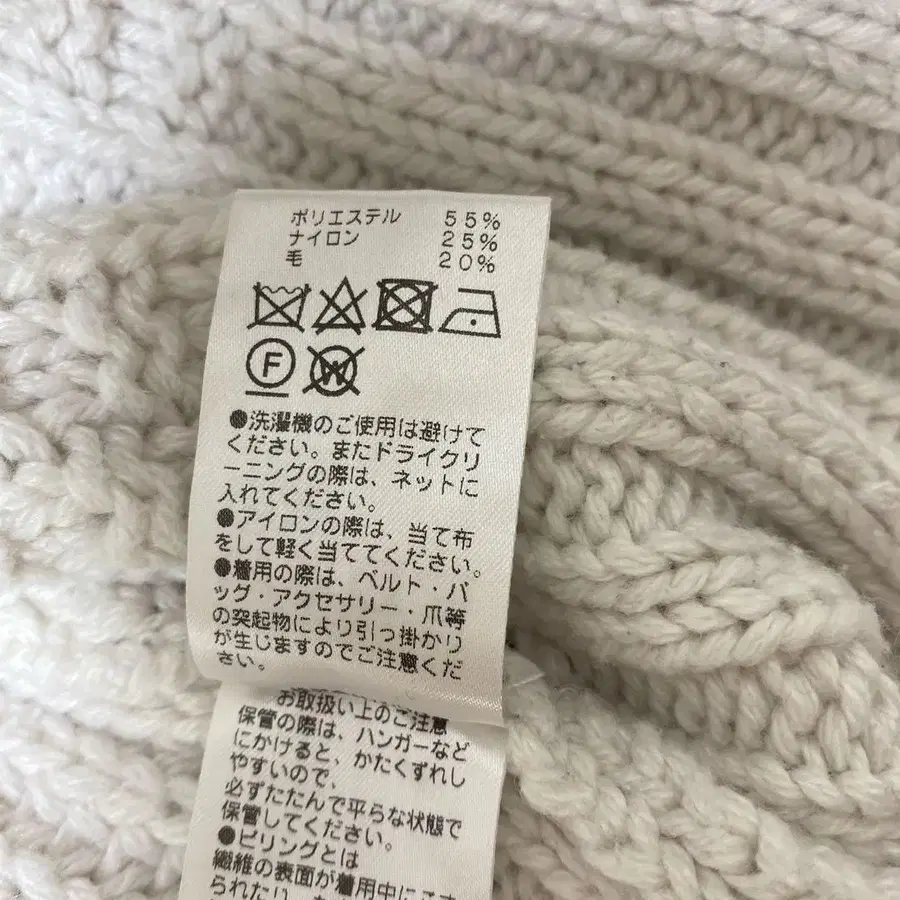 ポリエステル 55%
ナイロン 25%
毛 20%
F W
●洗濯機のご使用は避けて
ください。またドライクリ
ーニングの際は、ネットに
入れてください。
●アイロンの際は、当て布
をして軽く当ててください。
●着用の際は、ベルト・バ
ッグ・アクセサリー・爪等
の突起物により引っ掛かり
が生じますのでご注意くだ
さい。
お取扱い上のご注意
保管の際は、ハンガーなど
にかけると、かたくずれし
やすいので、
必ずたたんで平らな状態で
保管してください。
●ピリングとは
繊維の表面が着用中にこす
られたり、